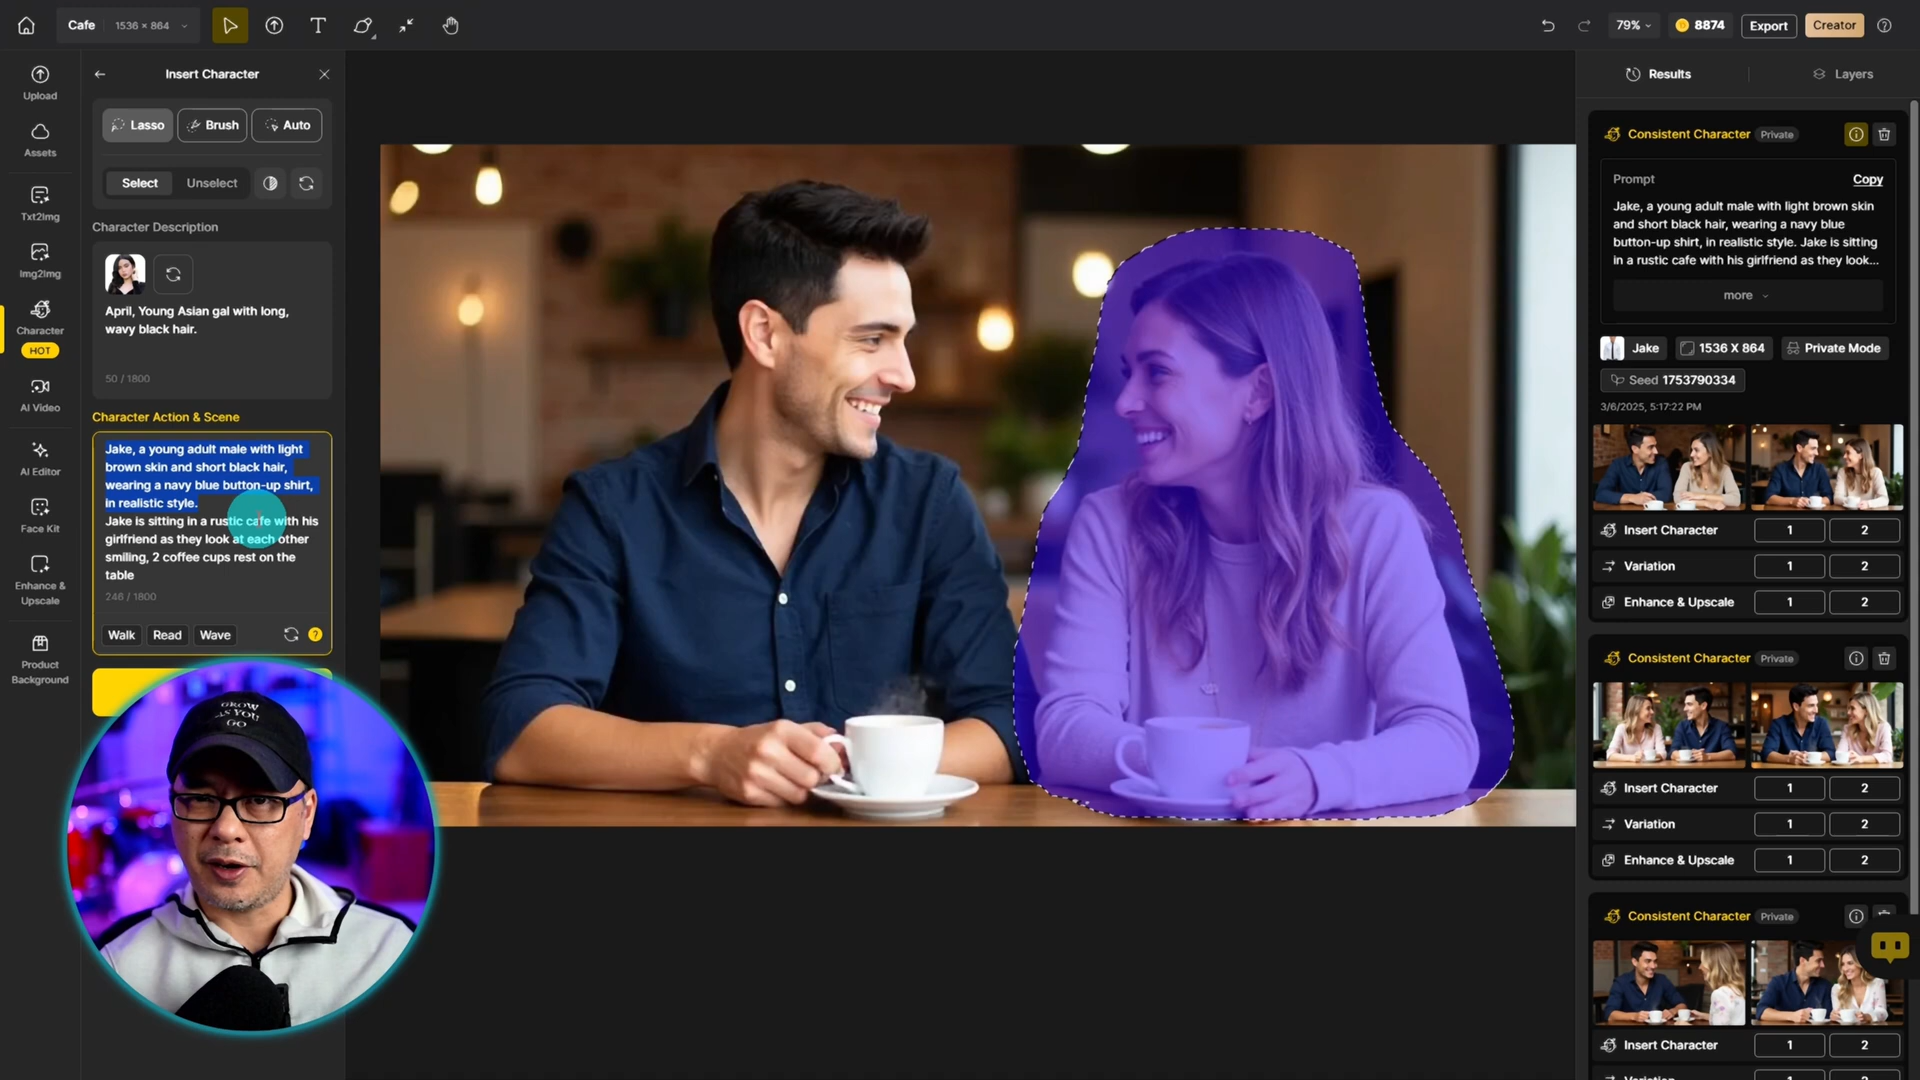 Cafe 1536 × 864
T
79%
8874
Export
Creator
Upload
Assets
Txt2Img
Img2Img
Character
HOT
AI Video
AI Editor
Face Kit
Enhance &
Upscale
Product
Background
Insert Character
Lasso Brush Auto
Select Unselect
Character Description
April, Young Asian gal with long,
wavy black hair.
50 / 1800
Character Action & Scene
Jake, a young adult male with light
brown skin and short black hair,
wearing a navy blue button-up shirt,
in realistic style.
Jake is sitting in a rustic cafe with his
girlfriend as they look at each other
smiling, 2 coffee cups rest on the
table
246 / 1800
Walk Read Wave ?
GROW
AS YOU
GO
Results Layers
Consistent Character Private
Prompt Copy
Jake, a young adult male with light brown skin
and short black hair, wearing a navy blue
button-up shirt, in realistic style. Jake is sitting
in a rustic cafe with his girlfriend as they look...
more
Jake 1536 X 864 Private Mode
Seed 1753790334
3/6/2025, 5:17:22 PM
Insert Character 1 2
Variation 1 2
Enhance & Upscale 1 2
Consistent Character Private
Insert Character 1 2
Variation 1 2
Enhance & Upscale 1 2
Consistent Character Private
Insert Character 1 2
Variation